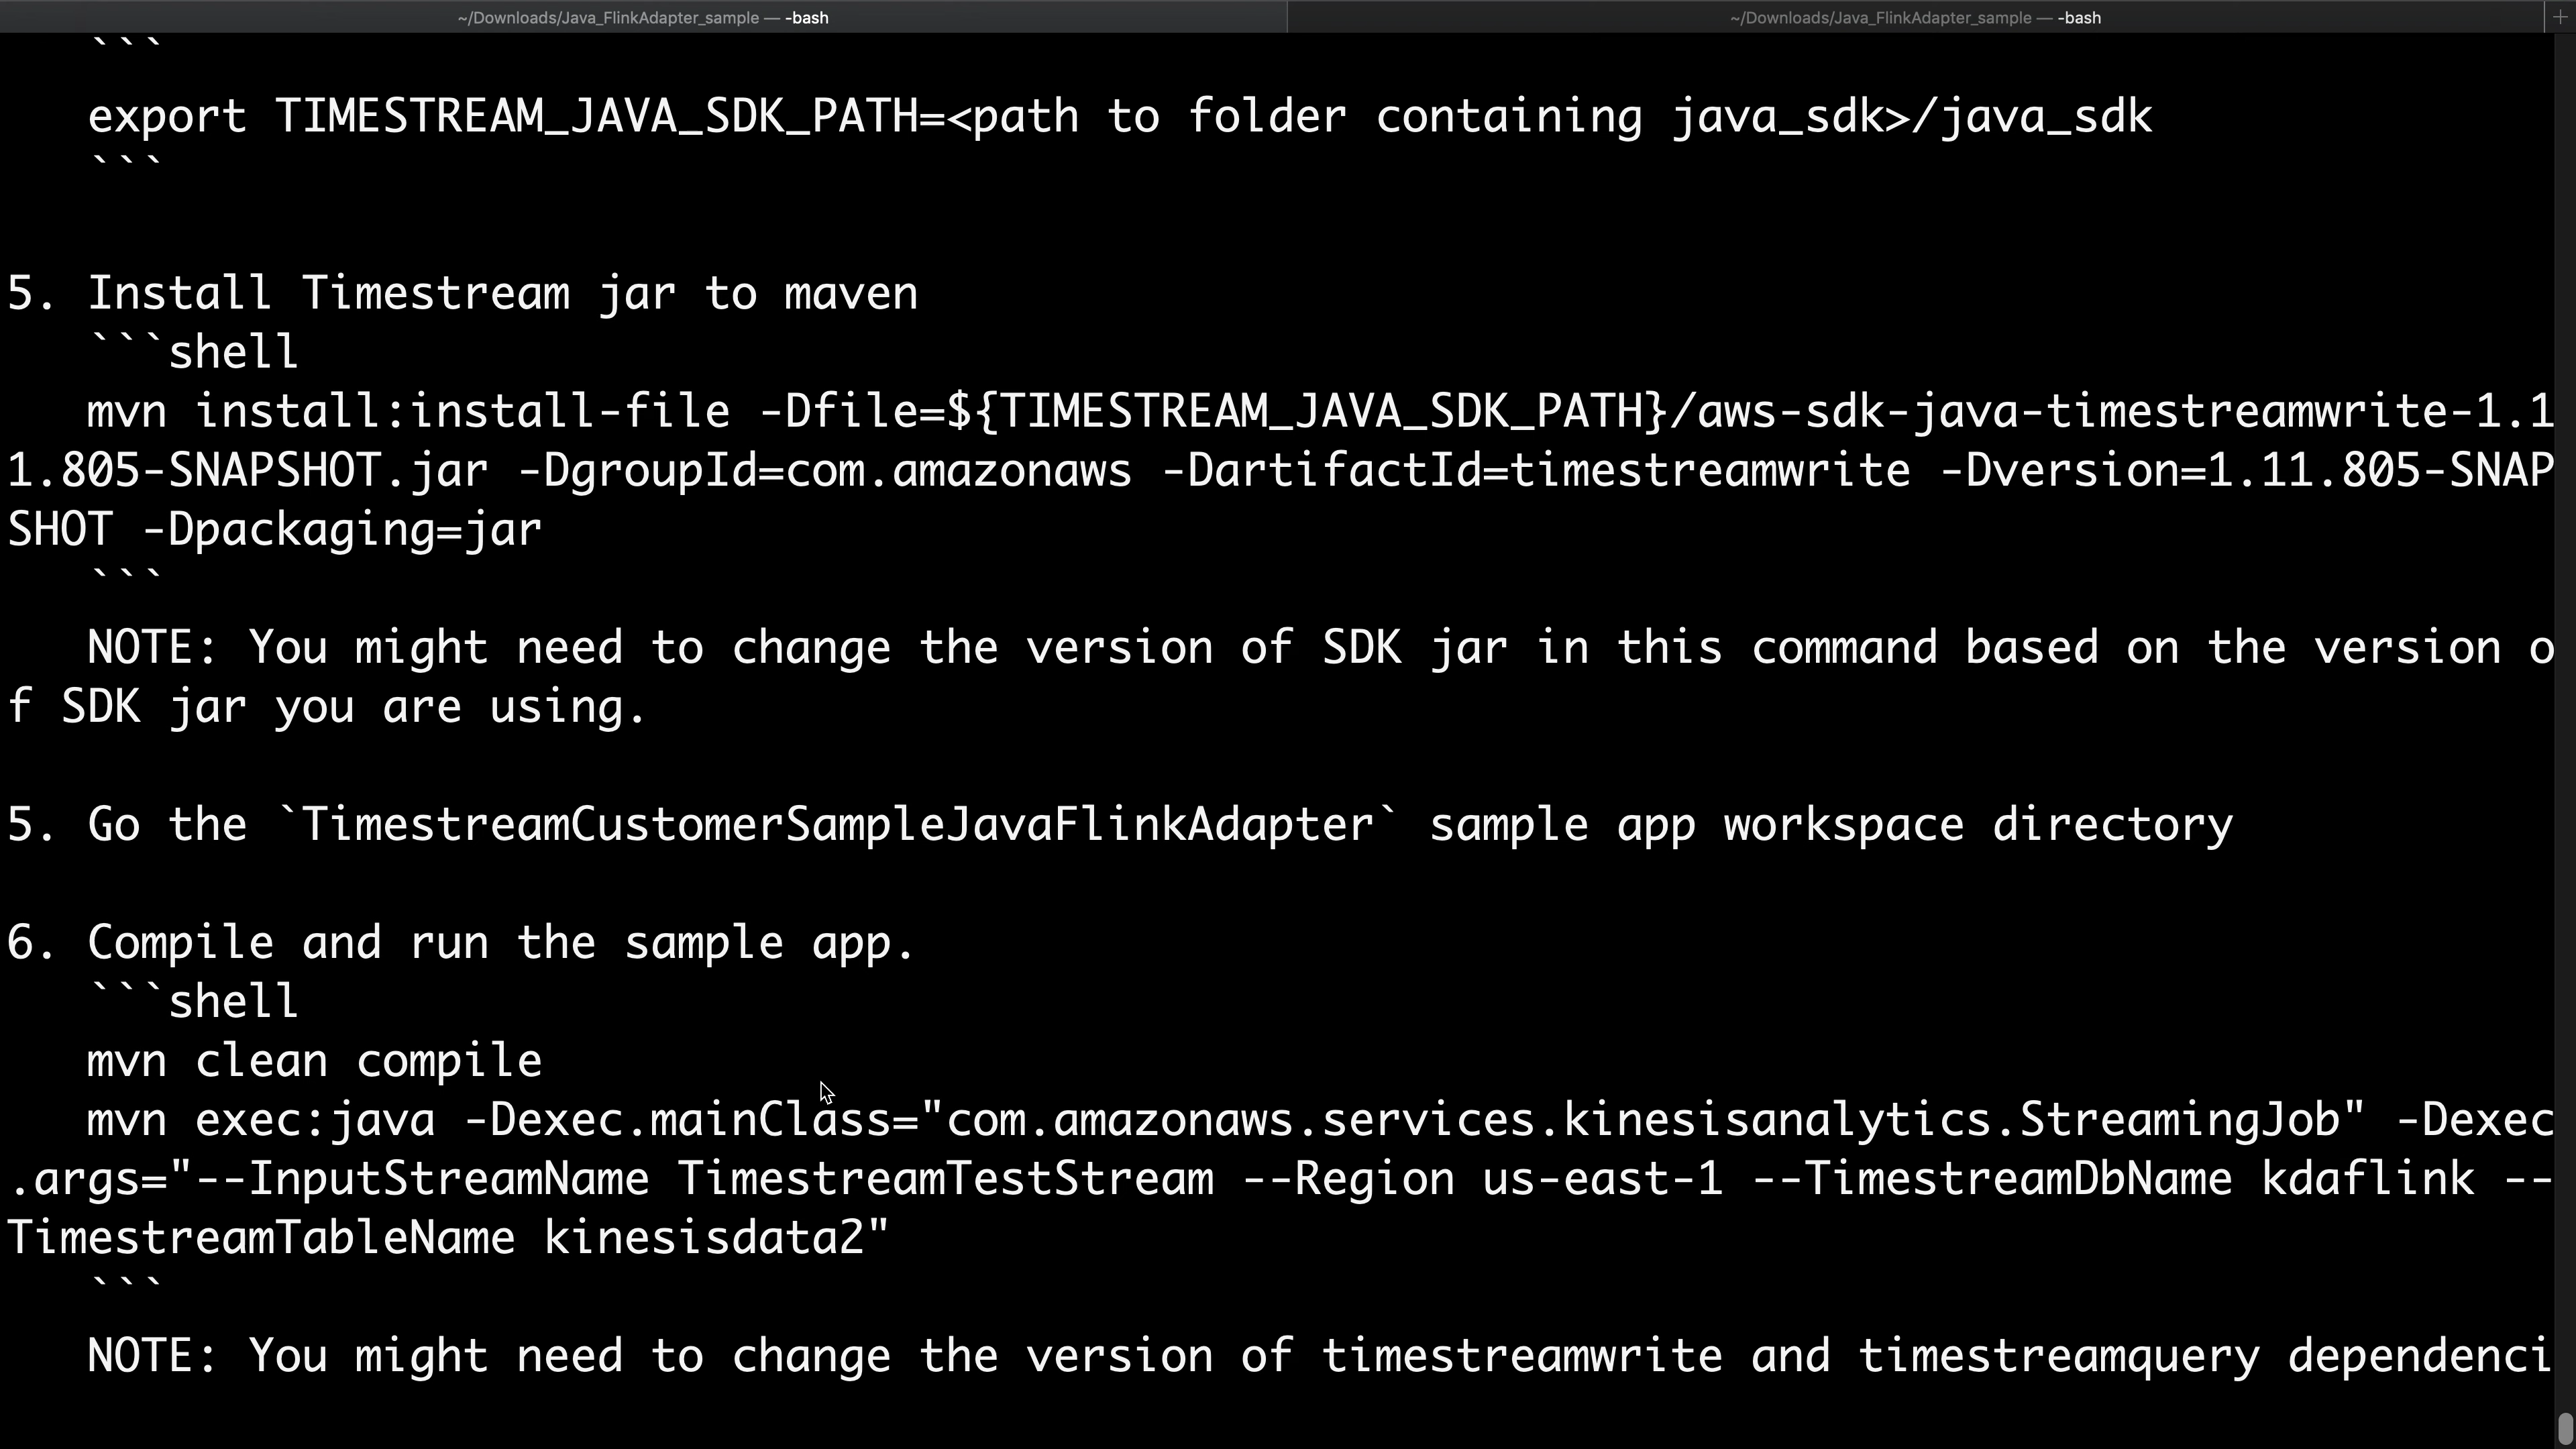 ~/Downloads/Java_FlinkAdapter_sample — -bash
~/Downloads/Java_FlinkAdapter_sample — -bash
+
```
export TIMESTREAM_JAVA_SDK_PATH=<path to folder containing java_sdk>/java_sdk
```
5. Install Timestream jar to maven
```shell
mvn install:install-file -Dfile=${TIMESTREAM_JAVA_SDK_PATH}/aws-sdk-java-timestreamwrite-1.1
1.805-SNAPSHOT.jar -DgroupId=com.amazonaws -DartifactId=timestreamwrite -Dversion=1.11.805-SNAP
SHOT -Dpackaging=jar
```
NOTE: You might need to change the version of SDK jar in this command based on the version o
f SDK jar you are using.
5. Go the `TimestreamCustomerSampleJavaFlinkAdapter` sample app workspace directory
6. Compile and run the sample app.
```shell
mvn clean compile
mvn exec:java -Dexec.mainClass="com.amazonaws.services.kinesisanalytics.StreamingJob" -Dexec
.args="--InputStreamName TimestreamTestStream --Region us-east-1 --TimestreamDbName kdaflink --
TimestreamTableName kinesisdata2"
```
NOTE: You might need to change the version of timestreamwrite and timestreamquery dependenci